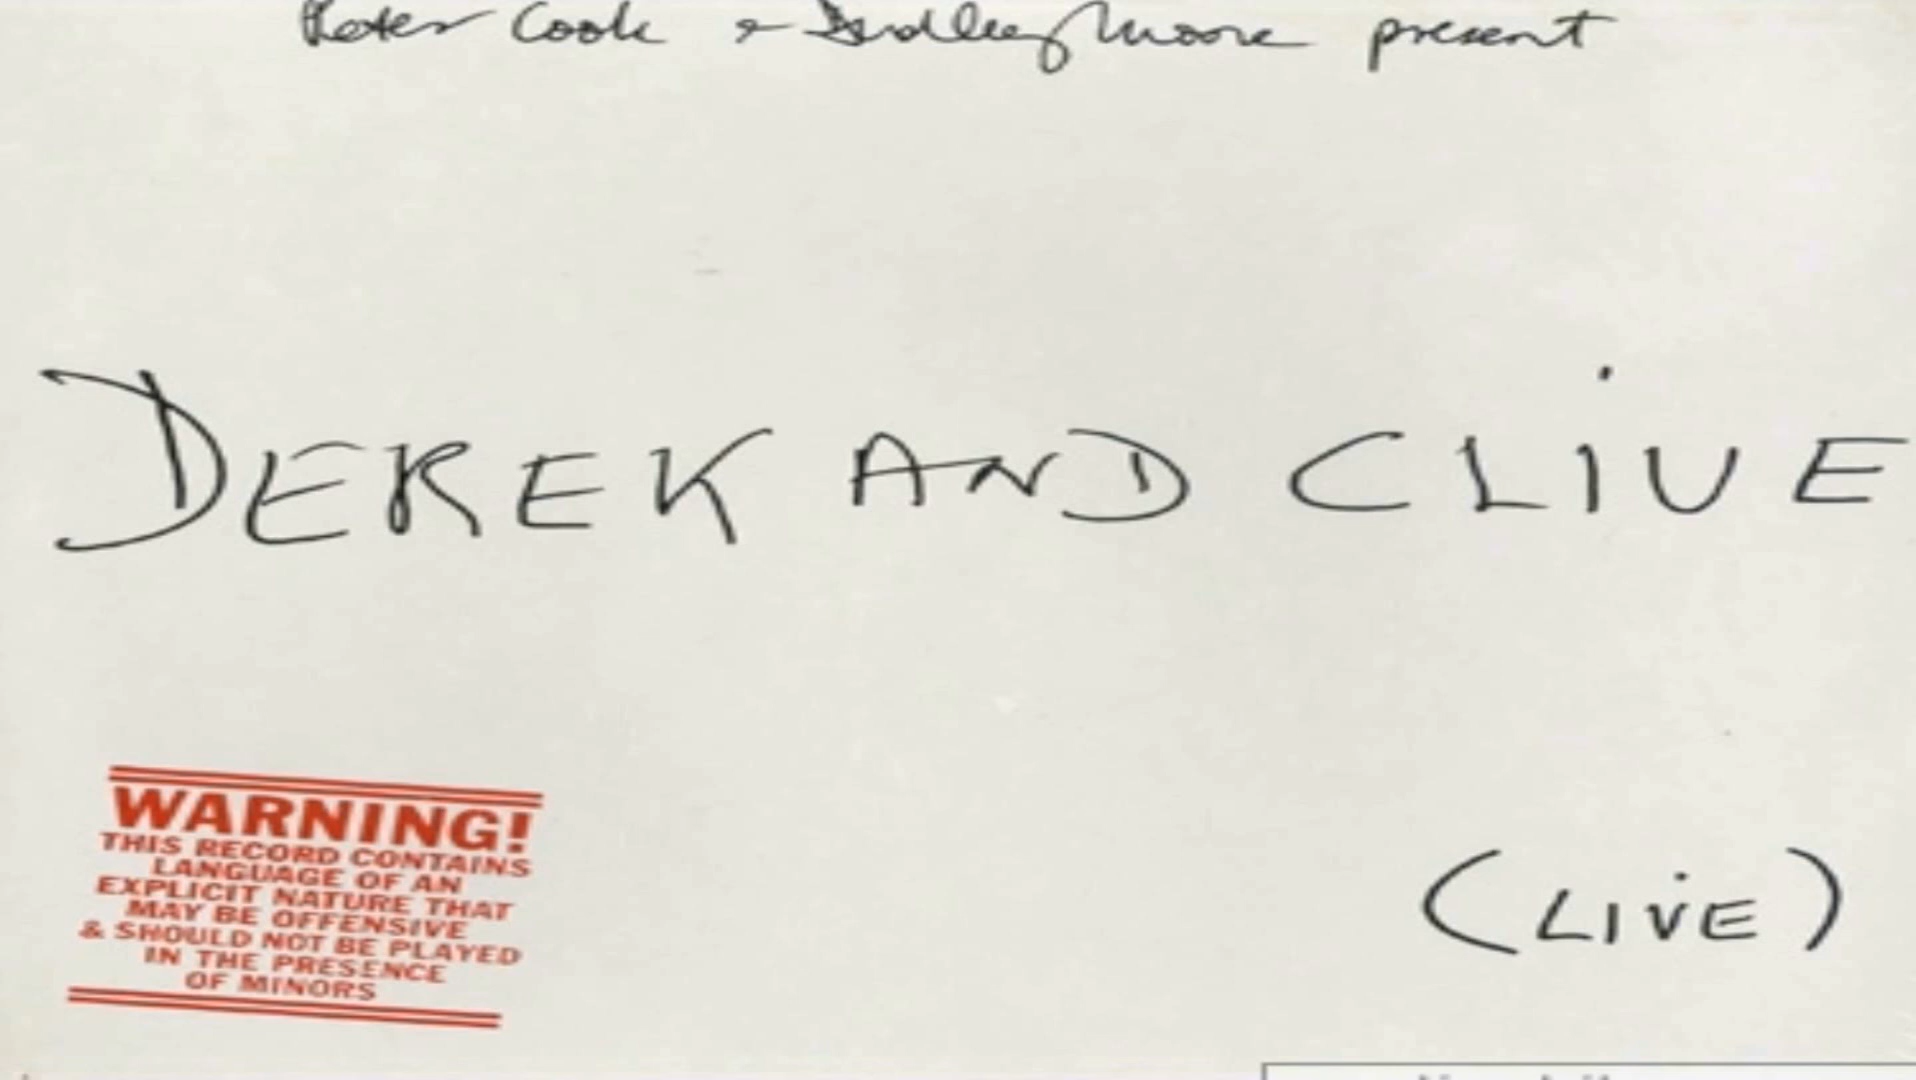 Peter Cook & Dudley Moore present
DEREK AND CLIVE
WARNING!
THIS RECORD CONTAINS
LANGUAGE OF AN
EXPLICIT NATURE THAT
MAY BE OFFENSIVE
& SHOULD NOT BE PLAYED
IN THE PRESENCE
OF MINORS
(LIVE)